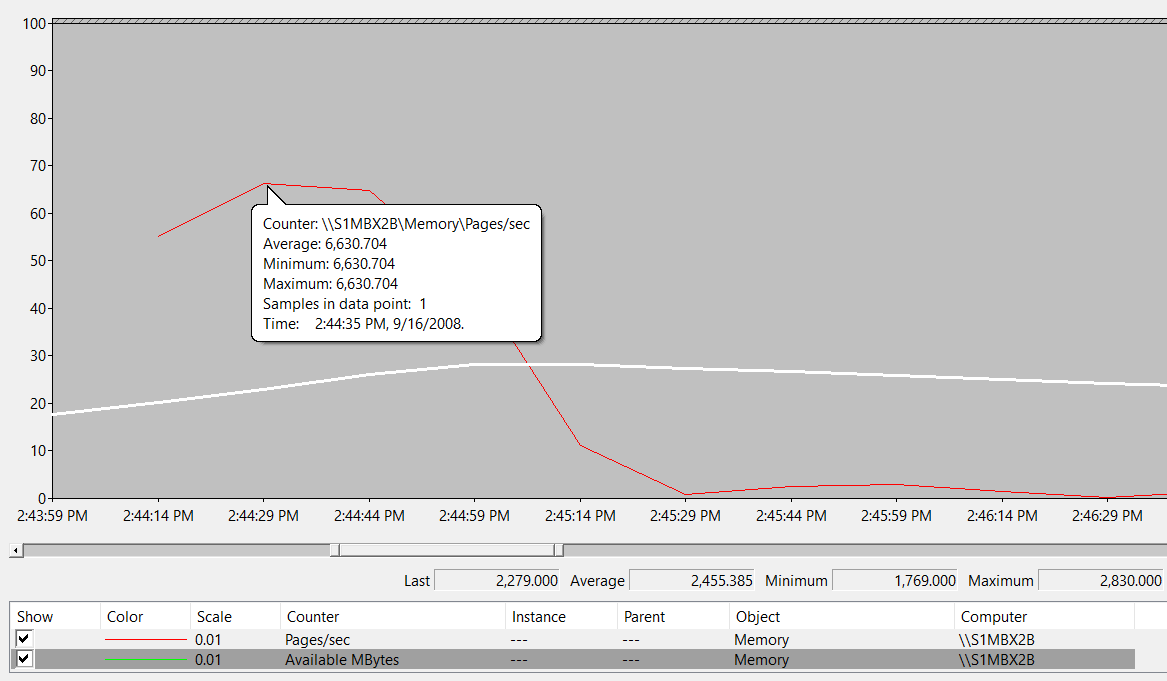 100
90
80
70
60
50
40
30
20
10
0
Counter: \\S1MBX2B\Memory\Pages/sec
Average: 6,630.704
Minimum: 6,630.704
Maximum: 6,630.704
Samples in data point: 1
Time: 2:44:35 PM, 9/16/2008.
2:43:59 PM 2:44:14 PM 2:44:29 PM 2:44:44 PM 2:44:59 PM 2:45:14 PM 2:45:29 PM 2:45:44 PM 2:45:59 PM 2:46:14 PM 2:46:29 PM
Last 2,279.000 Average 2,455.385 Minimum 1,769.000 Maximum 2,830.000
Show Color Scale Counter Instance Parent Object Computer
0.01 Pages/sec --- --- Memory \\S1MBX2B
0.01 Available MBytes --- --- Memory \\S1MBX2B